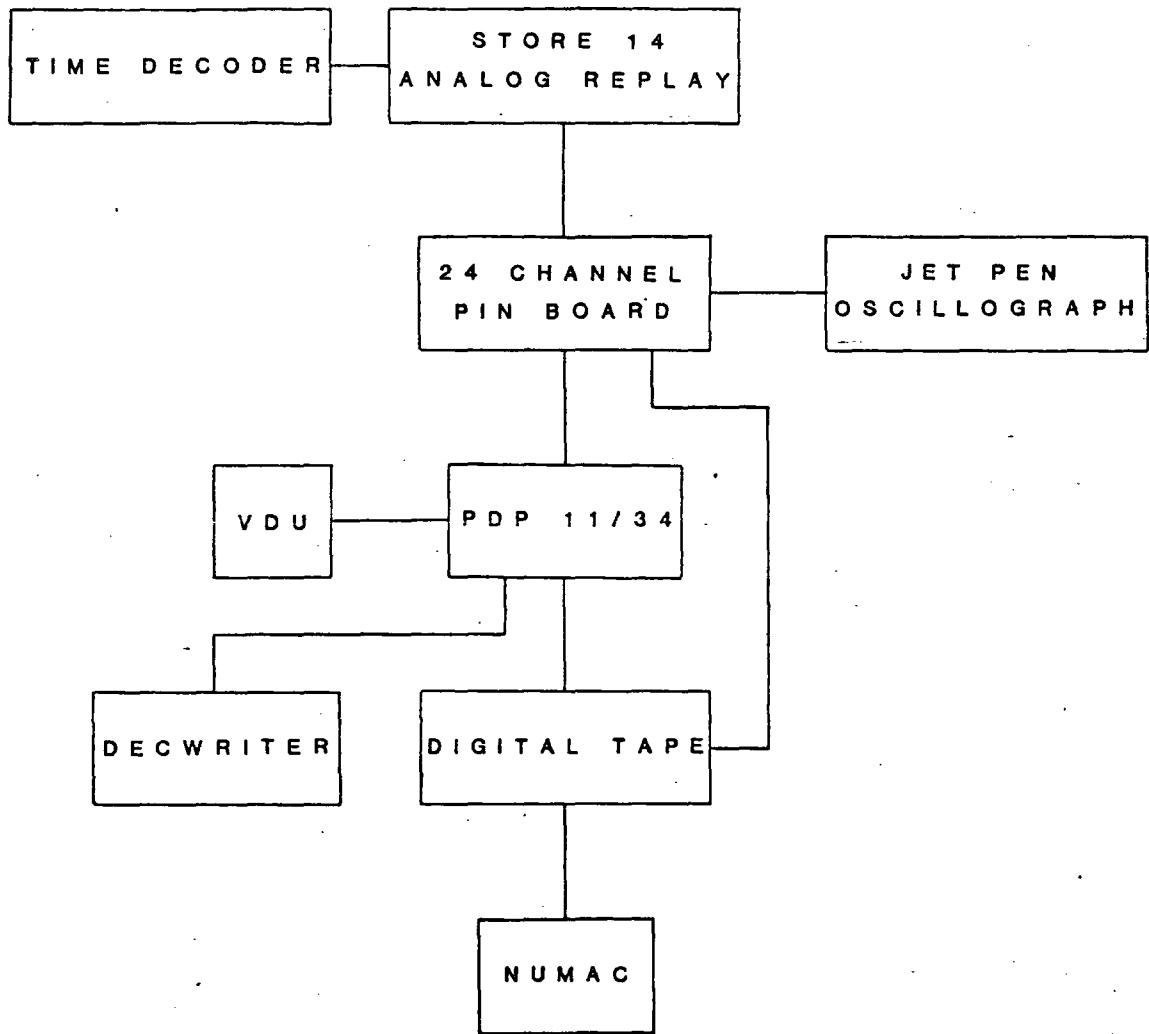 TIME DECODER
STORE 14
ANALOG REPLAY
24 CHANNEL
PIN BOARD
JET PEN
OSCILLOGRAPH
VDU
PDP 11/34
DECWRITER
DIGITAL TAPE
NUMAC